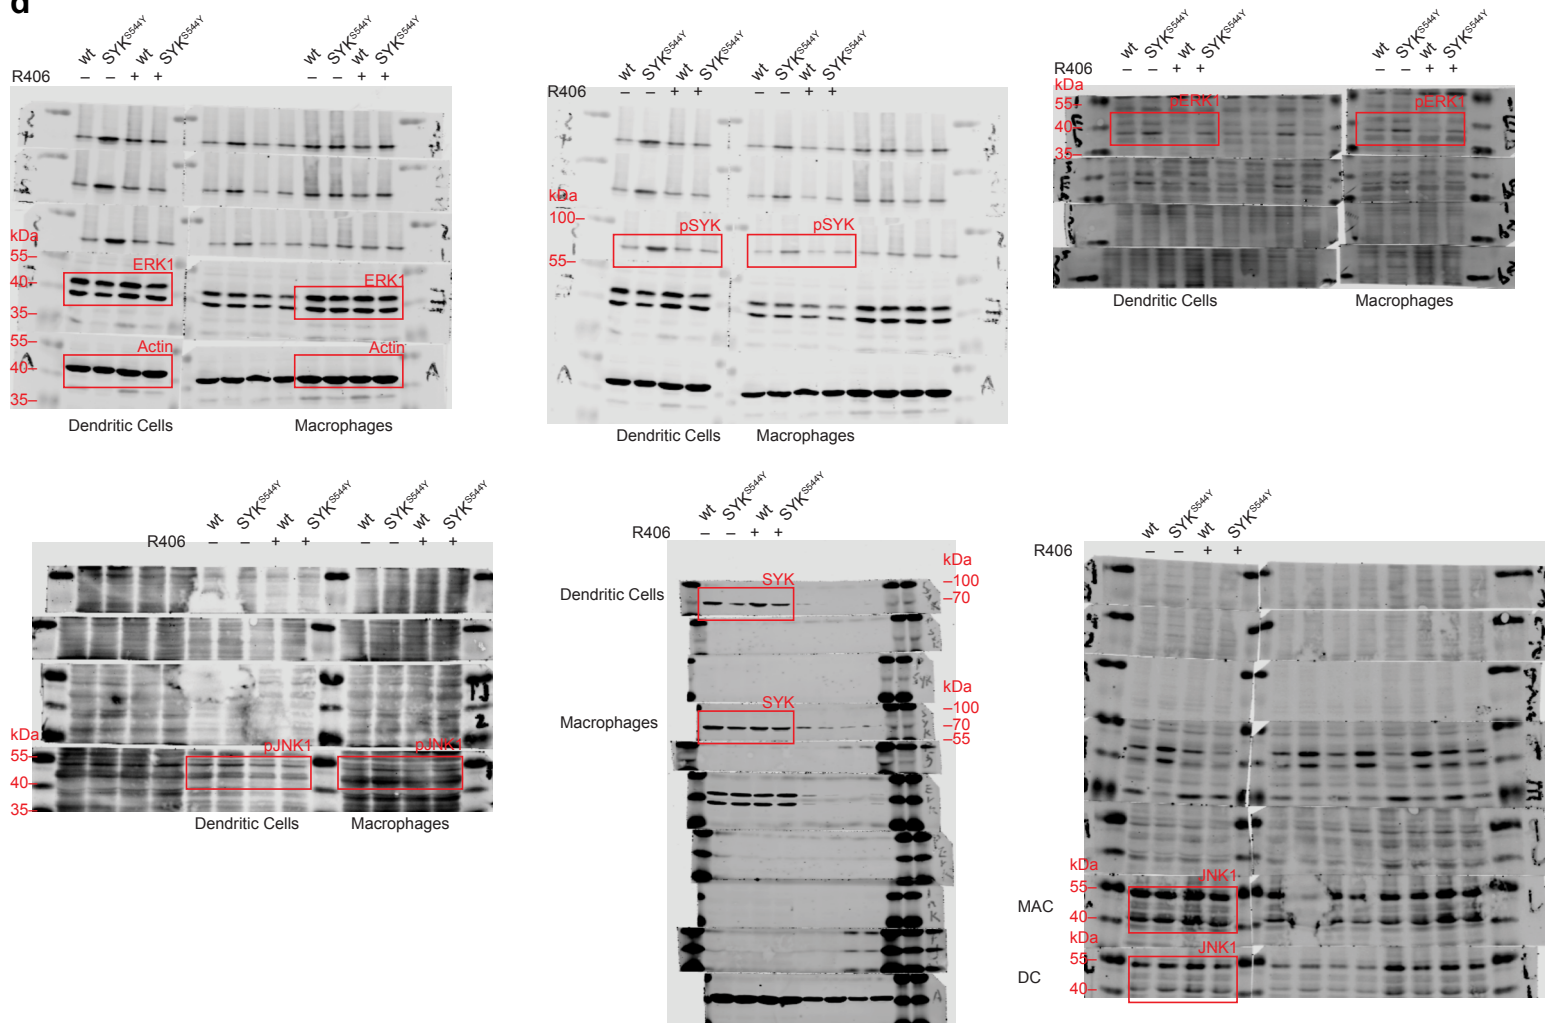 d
wt SYKS544Y wt SYKS544Y wt SYKS544Y wt SYKS544Y
R406 – – + + – – + +
kDa
55–
ERK1
40–
ERK1
35–
55–
Actin
Actin
40–
A
A
35–
Dendritic Cells Macrophages
wt SYKS544Y wt SYKS544Y wt SYKS544Y wt SYKS544Y
R406 – – + + – – + +
kDa
100–
pSYK pSYK
55–
A
A
Dendritic Cells Macrophages
wt SYKS544Y wt SYKS544Y wt SYKS544Y wt SYKS544Y
R406 – – + + – – + +
kDa
55–
pERK1 pERK1
40–
35–
Dendritic Cells Macrophages
wt SYKS544Y wt SYKS544Y wt SYKS544Y wt SYKS544Y
R406 – – + + – – + +
kDa
pJNK1 pJNK1
55–
40–
35–
Dendritic Cells Macrophages
wt SYKS544Y wt SYKS544Y
R406 – – + +
kDa
Dendritic Cells SYK –100
–70
kDa
Macrophages SYK –100
–70
–55
A
wt SYKS544Y wt SYKS544Y
R406 – – + +
kDa
JNK1
55–
MAC
40–
kDa
JNK1
55–
DC
40–